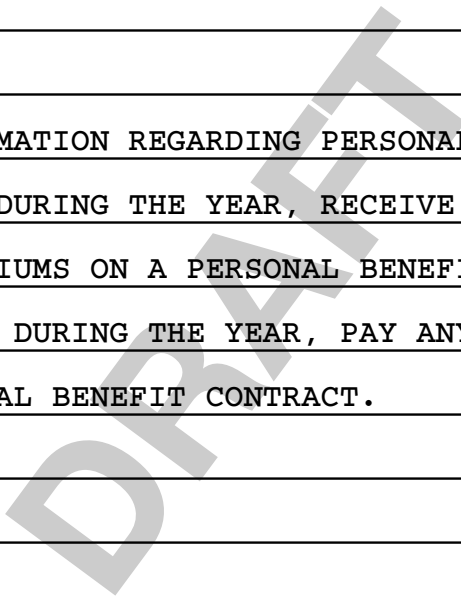 MATION REGARDING PERSONAL
DURING THE YEAR, RECEIVE
IUMS ON A PERSONAL BENEFI
DURING THE YEAR, PAY ANY
AL BENEFIT CONTRACT.
DRAFT